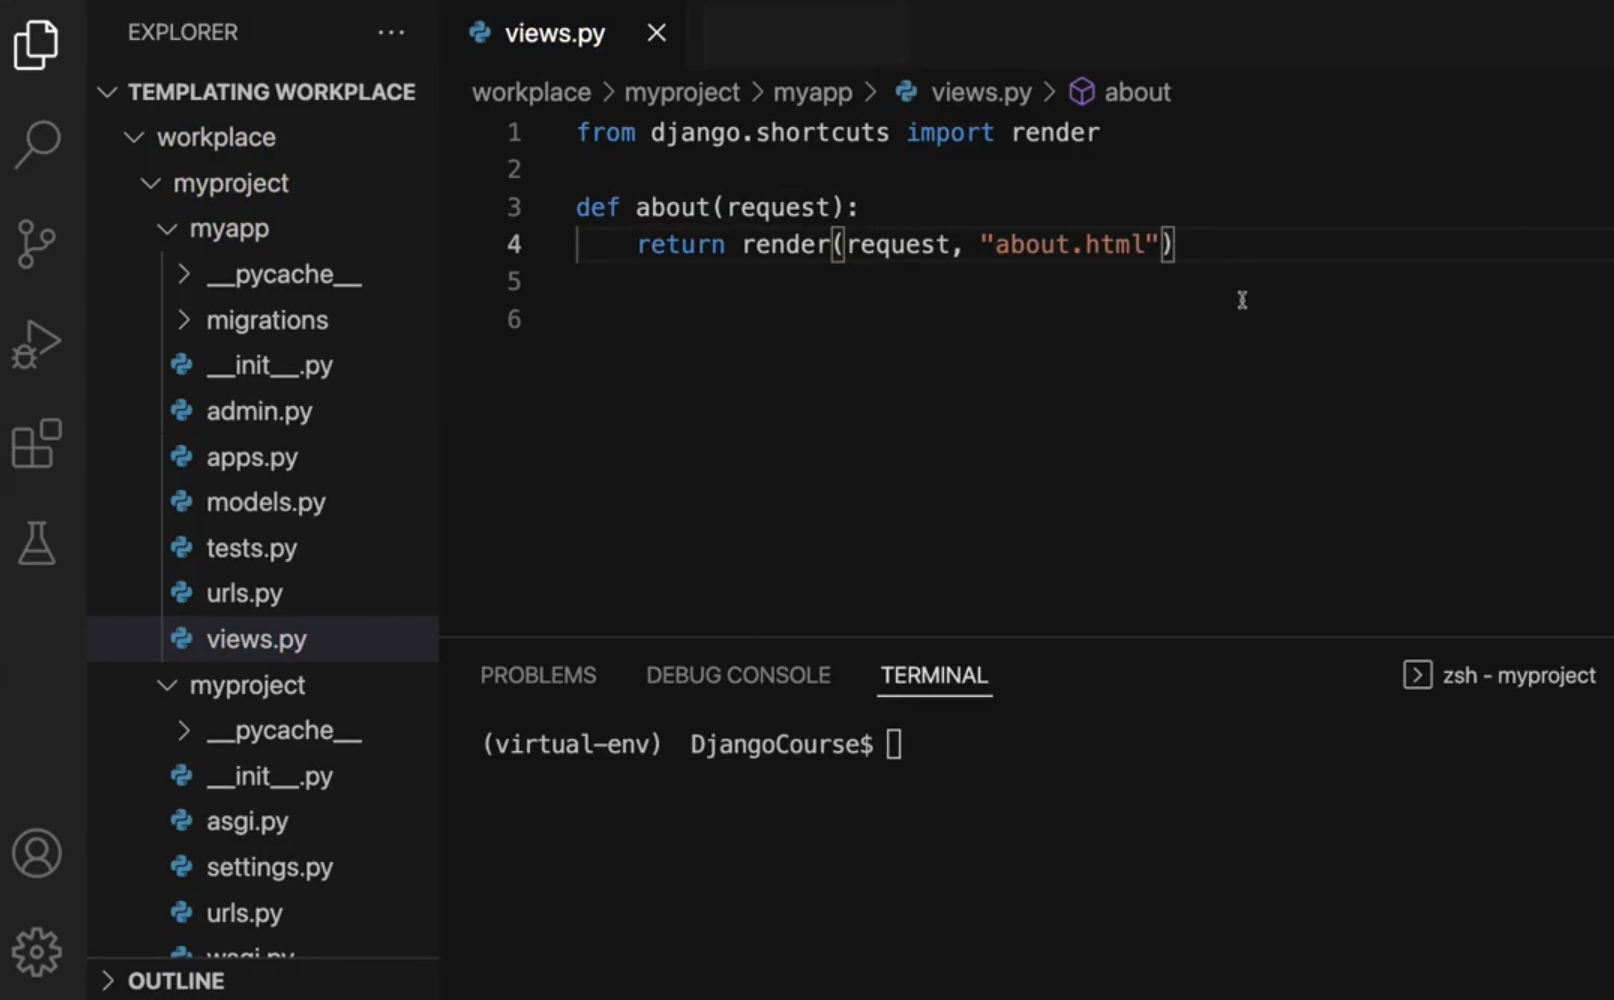 EXPLORER
TEMPLATING WORKPLACE
workplace
myproject
myapp
__pycache__
migrations
__init__.py
admin.py
apps.py
models.py
tests.py
urls.py
views.py
myproject
__pycache__
__init__.py
asgi.py
settings.py
urls.py
wsgi.py
OUTLINE
views.py
workplace > myproject > myapp > views.py > about
1 from django.shortcuts import render
2
3 def about(request):
4     return render(request, "about.html")
5
6
PROBLEMS DEBUG CONSOLE TERMINAL zsh - myproject
(virtual-env) DjangoCourse$